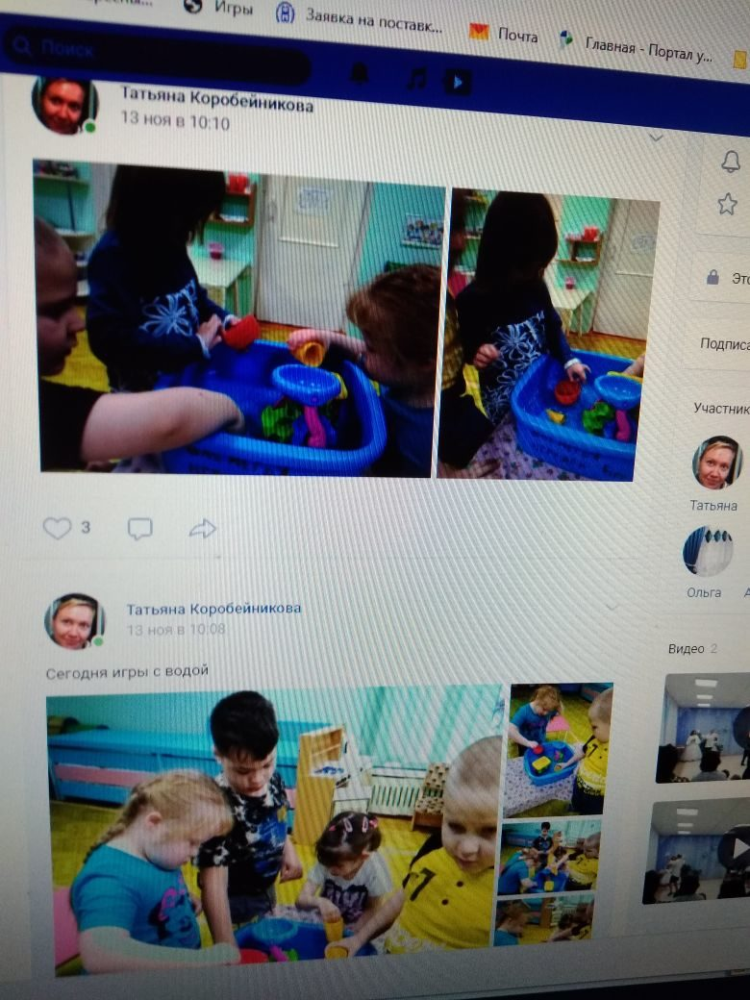 Игры
Заявка на поставк...
Почта
Главная - Портал у...
Поиск
Татьяна Коробейникова
13 ноя в 10:10
3
Подписа
Участник
Татьяна
Ольга
Татьяна Коробейникова
13 ноя в 10:08
Сегодня игры с водой
Видео 2